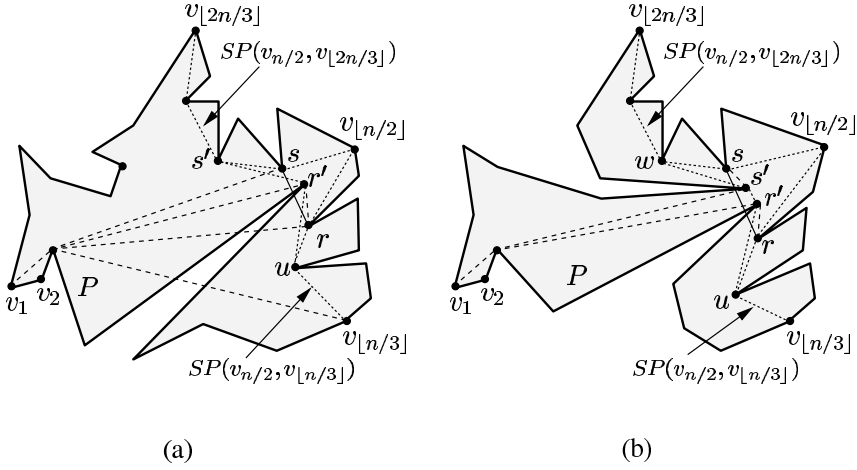 v⌊2n/3⌋
SP(vn/2, v⌊2n/3⌋)
v⌊n/2⌋
s′
s
r′
r
u
v1
v2
P
v⌊n/3⌋
SP(vn/2, v⌊n/3⌋)
(a)
v⌊2n/3⌋
SP(vn/2, v⌊2n/3⌋)
v⌊n/2⌋
w
s
s′
r′
r
u
v1
v2
P
v⌊n/3⌋
SP(vn/2, v⌊n/3⌋)
(b)